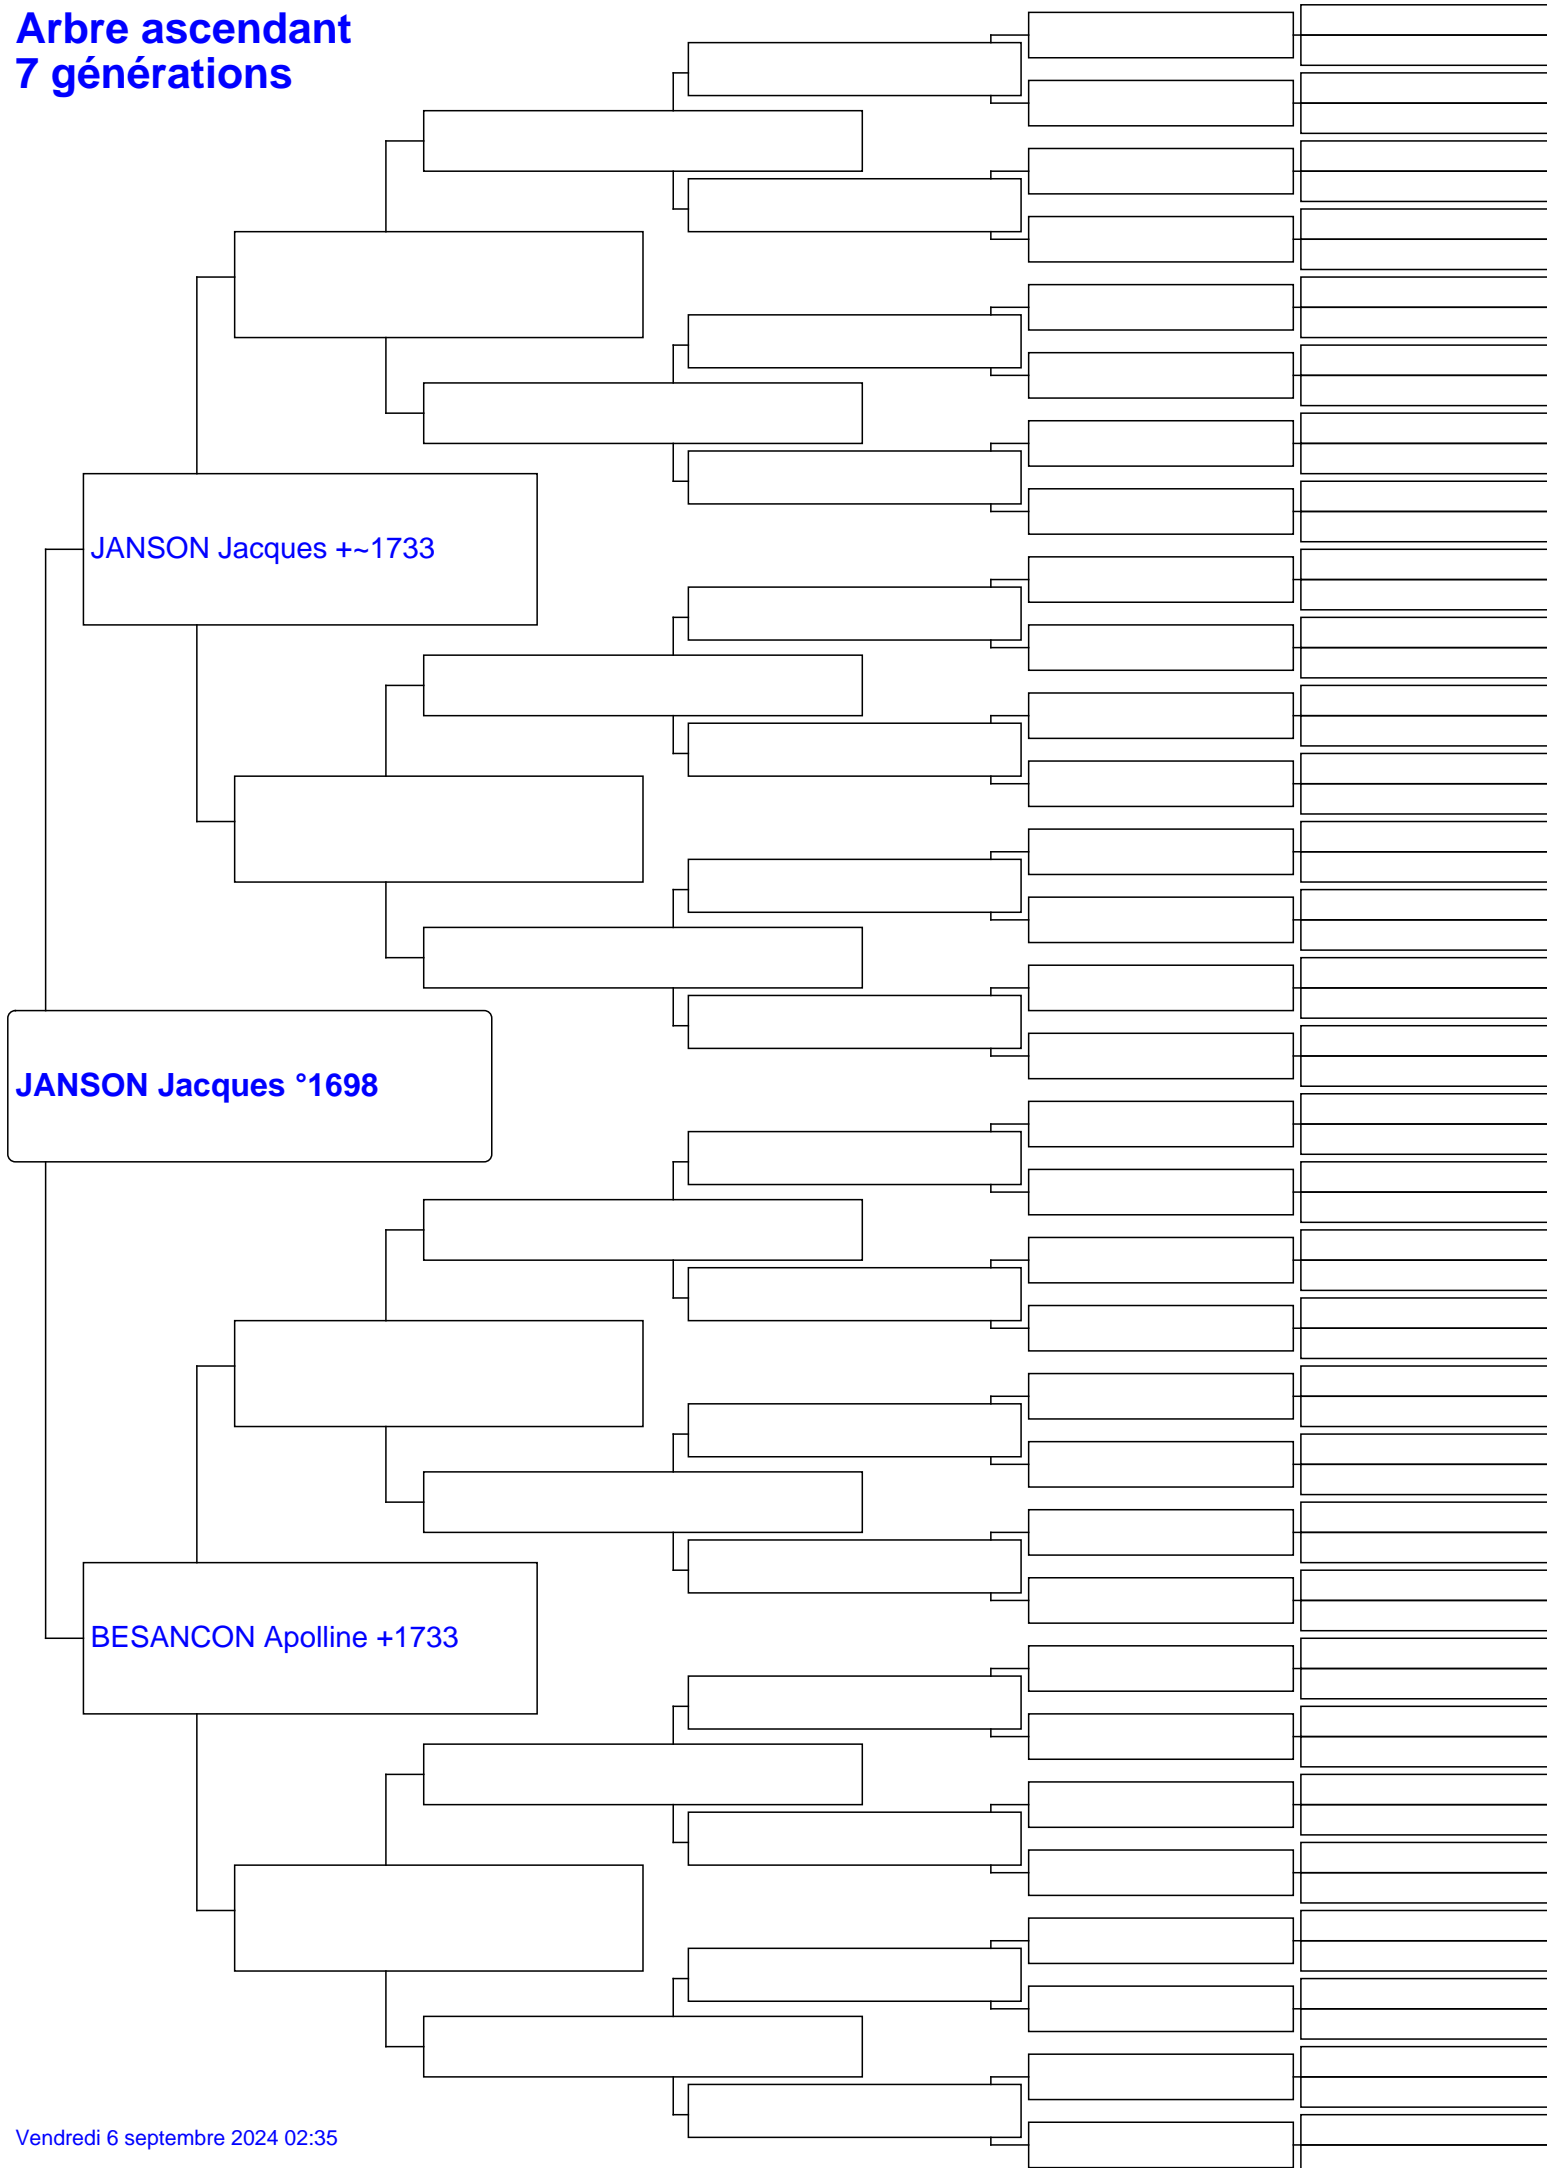 Arbre ascendant
7 générations
JANSON Jacques +~1733
JANSON Jacques °1698
BESANCON Apolline +1733
Vendredi 6 septembre 2024 02:35